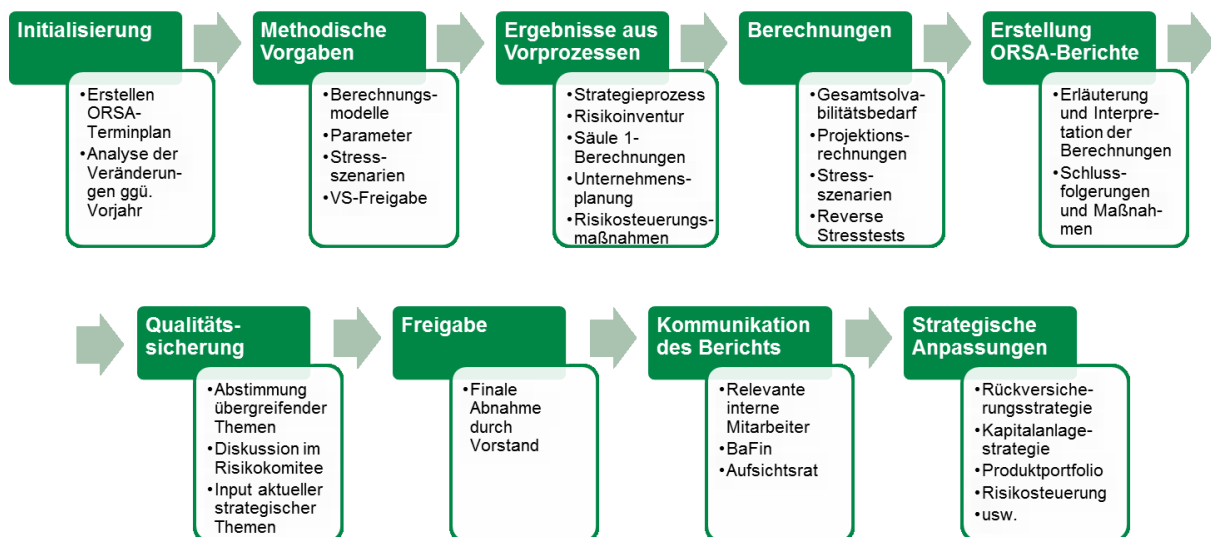 Initialisierung
•Erstellen
ORSA-
Terminplan
•Analyse der
Veränderun-
gen ggü.
Vorjahr
Methodische
Vorgaben
•Berechnungs-
modelle
•Parameter
•Stress-
szenarien
•VS-Freigabe
Ergebnisse aus
Vorprozessen
•Strategieprozess
•Risikoinventur
•Säule 1-
Berechnungen
•Unternehmens-
planung
•Risikosteuerungs-
maßnahmen
Berechnungen
•Gesamtsolva-
bilitätsbedarf
•Projektions-
rechnungen
•Stress-
szenarien
•Reverse
Stresstests
Erstellung
ORSA-Berichte
•Erläuterung
und Interpre-
tation der
Berechnungen
•Schluss-
folgerungen
und Maßnah-
men
Qualitäts-
sicherung
•Abstimmung
übergreifender
Themen
•Diskussion im
Risikokomitee
•Input aktueller
strategischer
Themen
Freigabe
•Finale
Abnahme
durch
Vorstand
Kommunikation
des Berichts
•Relevante
interne
Mitarbeiter
•BaFin
•Aufsichtsrat
Strategische
Anpassungen
•Rückversiche-
rungsstrategie
•Kapitalanlage-
strategie
•Produktportfolio
•Risikosteuerung
•usw.